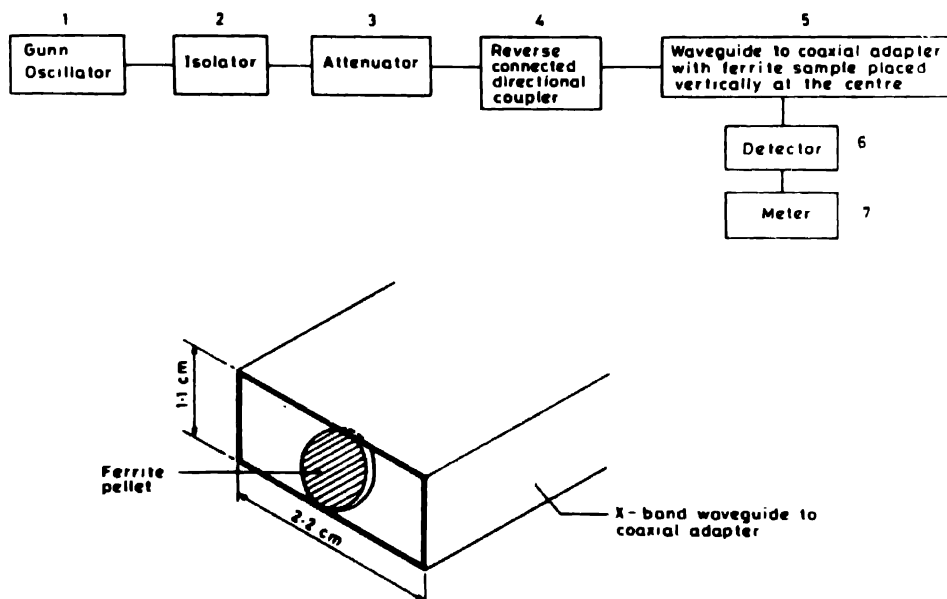 1
2
3
4
5
Gunn
Oscillator
Isolator
Attenuator
Reverse
connected
directional
coupler
Waveguide to coaxial adapter
with ferrite sample placed
vertically at the centre
Detector
6
Meter
7
1·1 cm
Ferrite
pellet
2·2 cm
X-band waveguide to
coaxial adapter